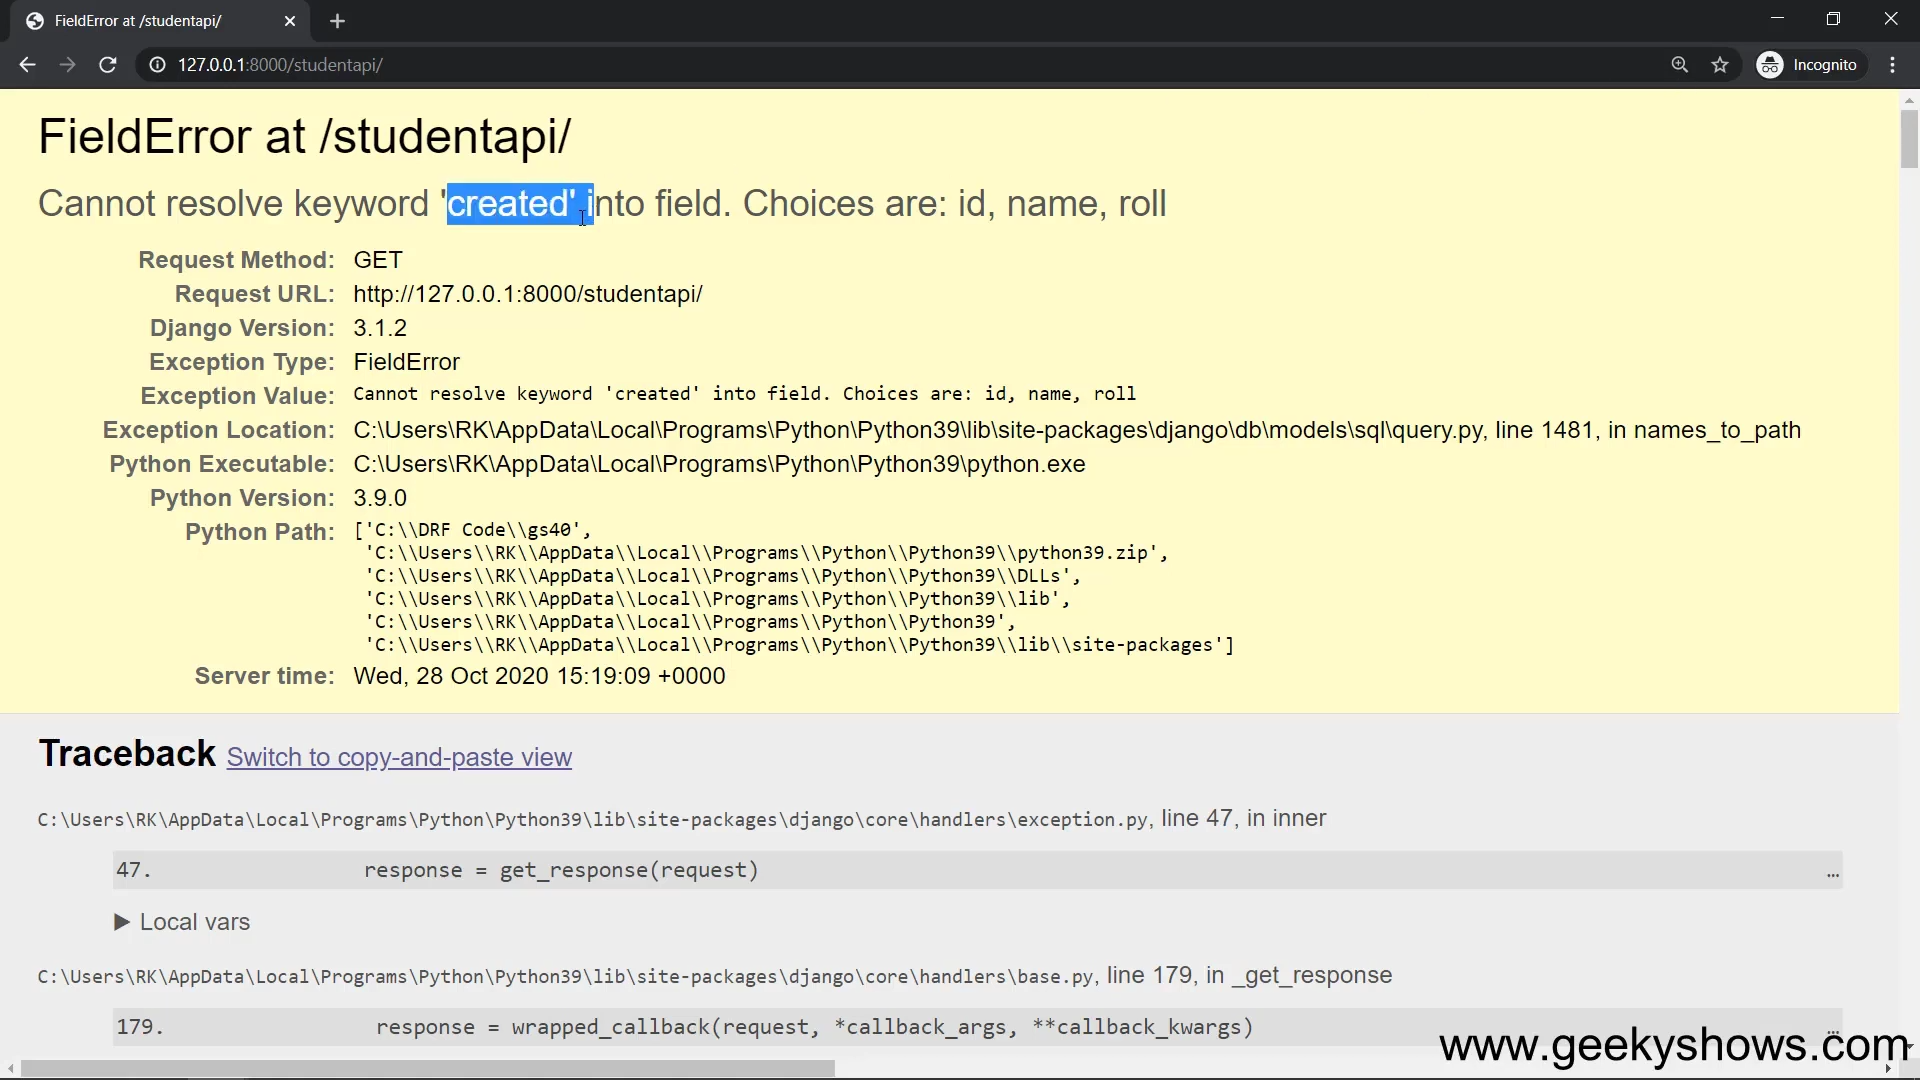 FieldError at /studentapi/
127.0.0.1:8000/studentapi/
Incognito
FieldError at /studentapi/
Cannot resolve keyword 'created' into field. Choices are: id, name, roll
Request Method: GET
Request URL: http://127.0.0.1:8000/studentapi/
Django Version: 3.1.2
Exception Type: FieldError
Exception Value: Cannot resolve keyword 'created' into field. Choices are: id, name, roll
Exception Location: C:\Users\RK\AppData\Local\Programs\Python\Python39\lib\site-packages\django\db\models\sql\query.py, line 1481, in names_to_path
Python Executable: C:\Users\RK\AppData\Local\Programs\Python\Python39\python.exe
Python Version: 3.9.0
Python Path: ['C:\\DRF Code\\gs40',
'C:\\Users\\RK\\AppData\\Local\\Programs\\Python\\Python39\\python39.zip',
'C:\\Users\\RK\\AppData\\Local\\Programs\\Python\\Python39\\DLLs',
'C:\\Users\\RK\\AppData\\Local\\Programs\\Python\\Python39\\lib',
'C:\\Users\\RK\\AppData\\Local\\Programs\\Python\\Python39',
'C:\\Users\\RK\\AppData\\Local\\Programs\\Python\\Python39\\lib\\site-packages']
Server time: Wed, 28 Oct 2020 15:19:09 +0000
Traceback Switch to copy-and-paste view
C:\Users\RK\AppData\Local\Programs\Python\Python39\lib\site-packages\django\core\handlers\exception.py, line 47, in inner
47. response = get_response(request) …
▶ Local vars
C:\Users\RK\AppData\Local\Programs\Python\Python39\lib\site-packages\django\core\handlers\base.py, line 179, in _get_response
179. response = wrapped_callback(request, *callback_args, **callback_kwargs) …
www.geekyshows.com